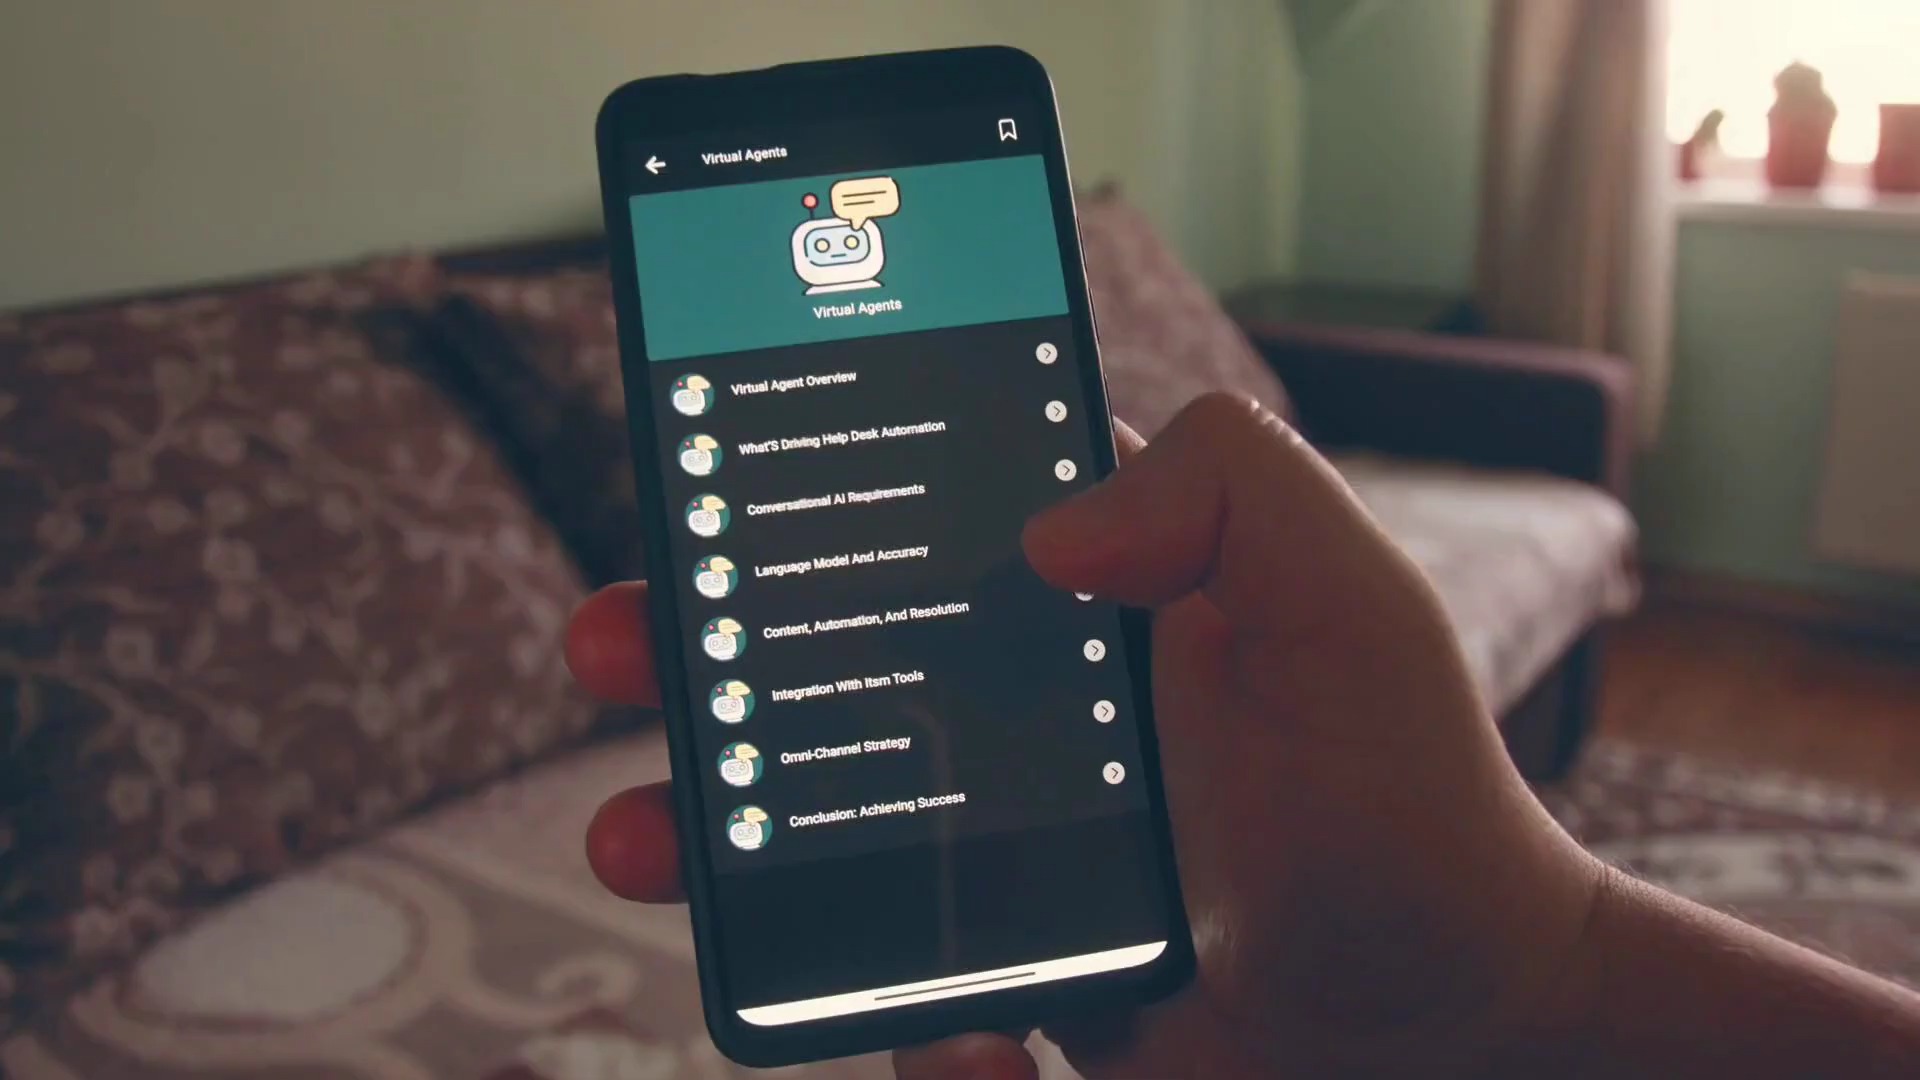 Virtual Agents
Virtual Agents
Virtual Agent Overview
What'S Driving Help Desk Automation
Conversational AI Requirements
Language Model And Accuracy
Content, Automation, And Resolution
Integration With Itsm Tools
Omni-Channel Strategy
Conclusion: Achieving Success